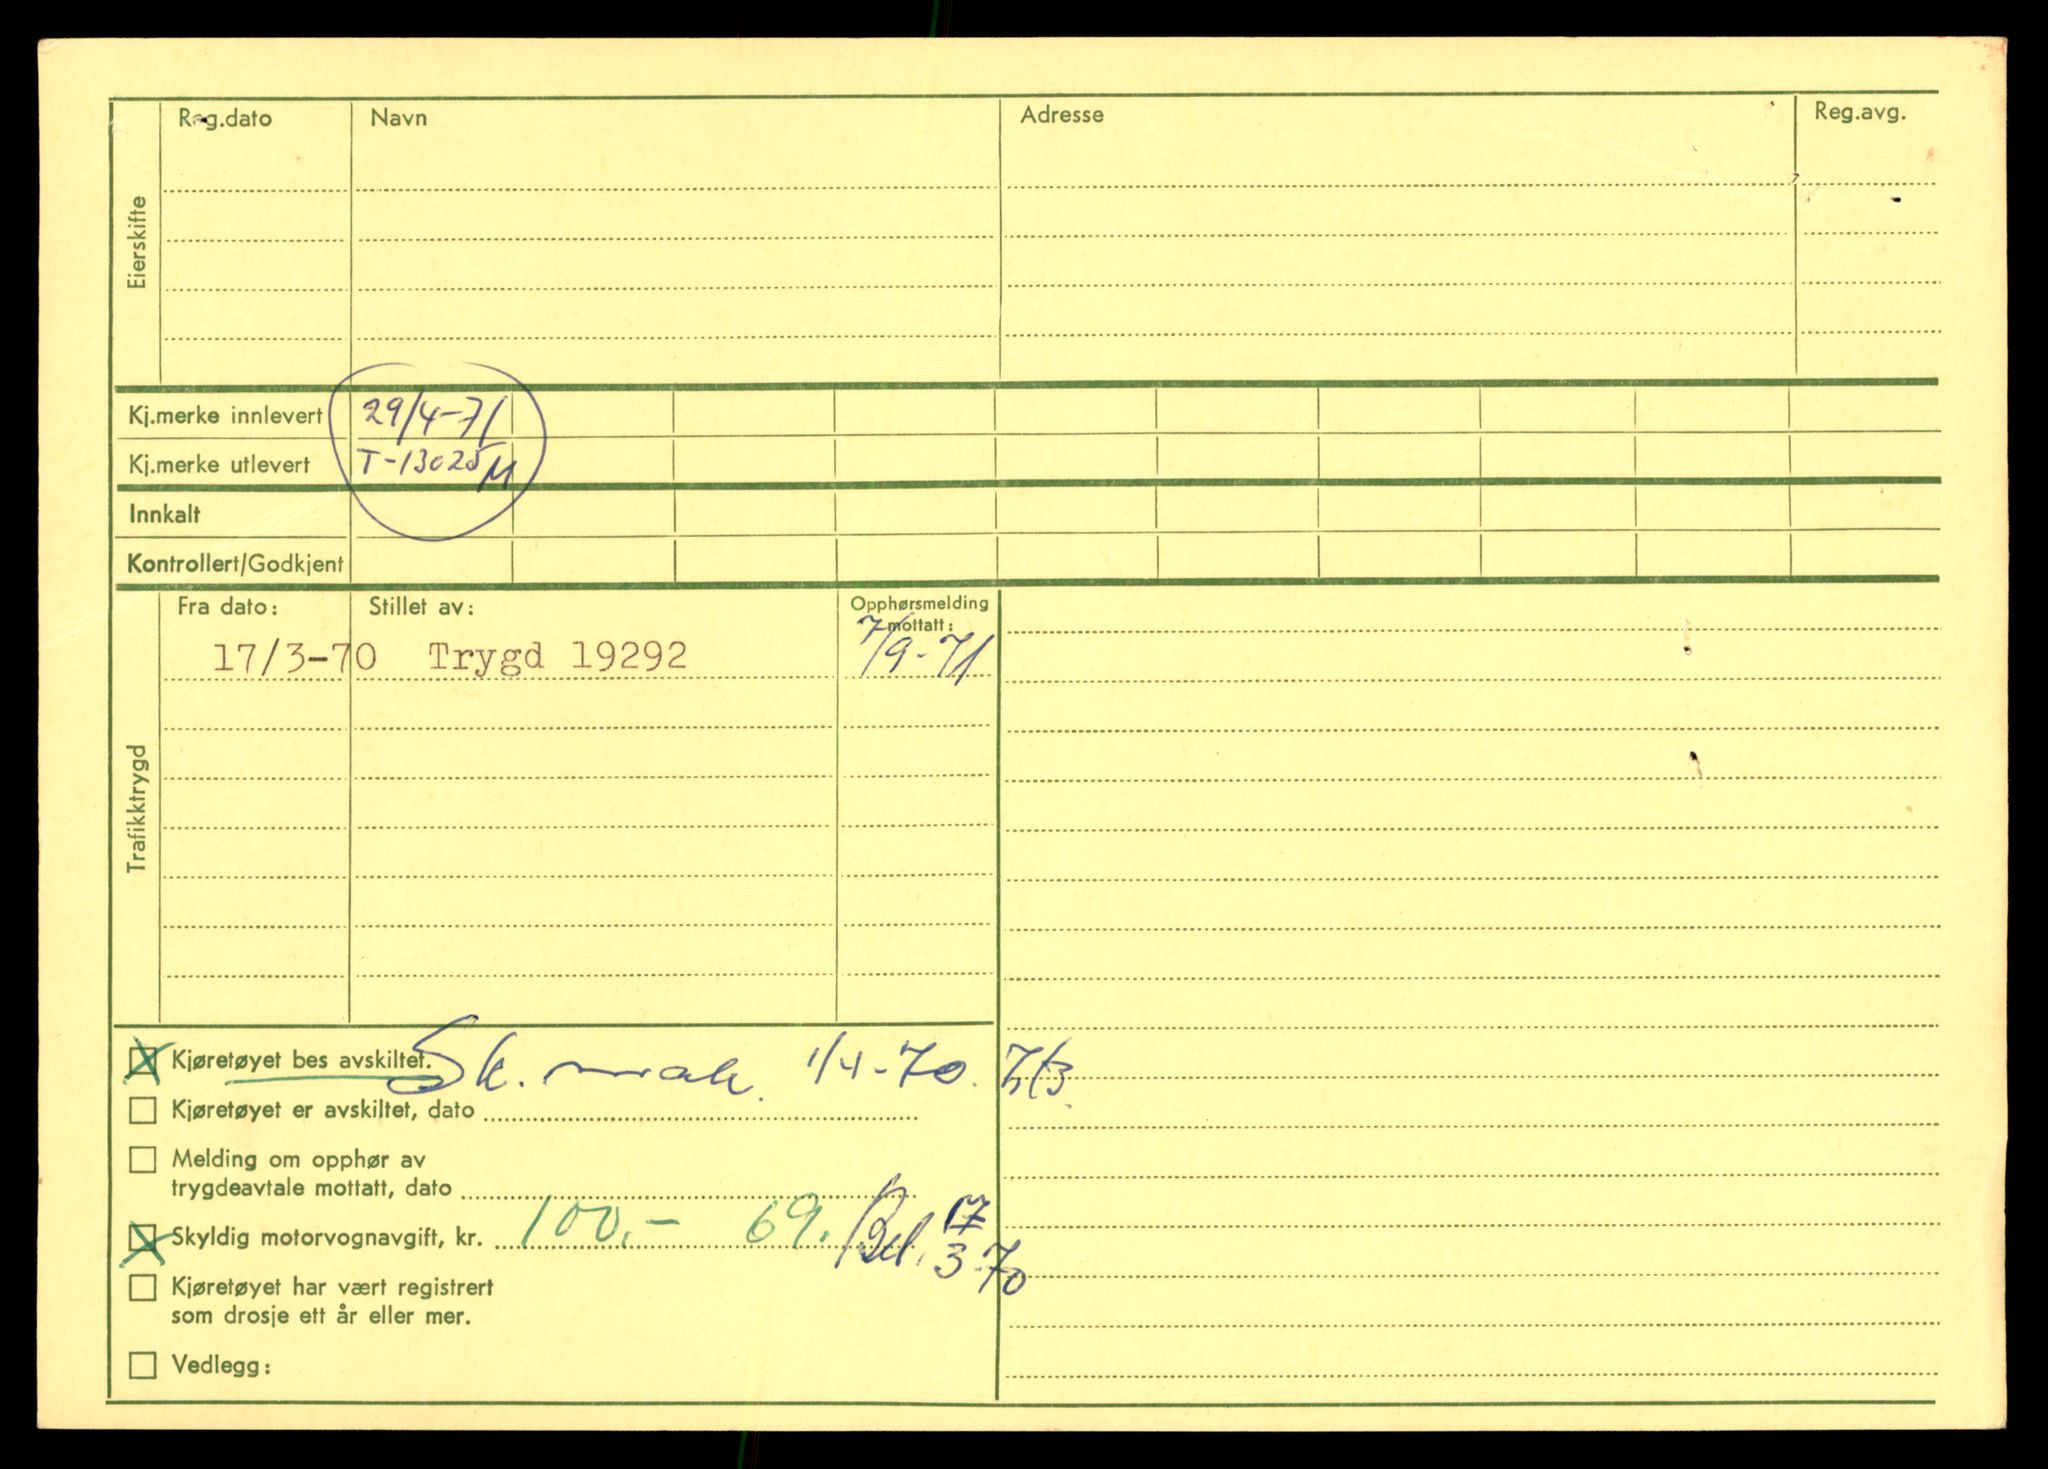 Reg.dato Navn Adresse Reg.avg.
Eierskifte
Kj.merke innlevert 29/4-71
Kj.merke utlevert T-13025 M
Innkalt
Kontrollert/Godkjent
Trafikktrygd
Fra dato: Stillet av: Opphørsmelding
mottatt:
17/3-70 Trygd 19292 7/9-71
Kjøretøyet bes avskiltet. Sk. 1/4-70.
Kjøretøyet er avskiltet, dato
Melding om opphør av
trygdeavtale mottatt, dato
Skyldig motorvognavgift, kr. 100.- 69. Bet. 17/3-70
Kjøretøyet har vært registrert
som drosje ett år eller mer.
Vedlegg: